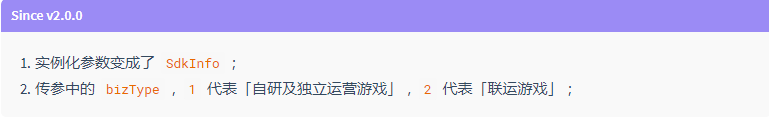 Since v2.0.0
1. 实例化参数变成了 SdkInfo ；
2. 传参中的 bizType ，1 代表「自研及独立运营游戏」，2 代表「联运游戏」；